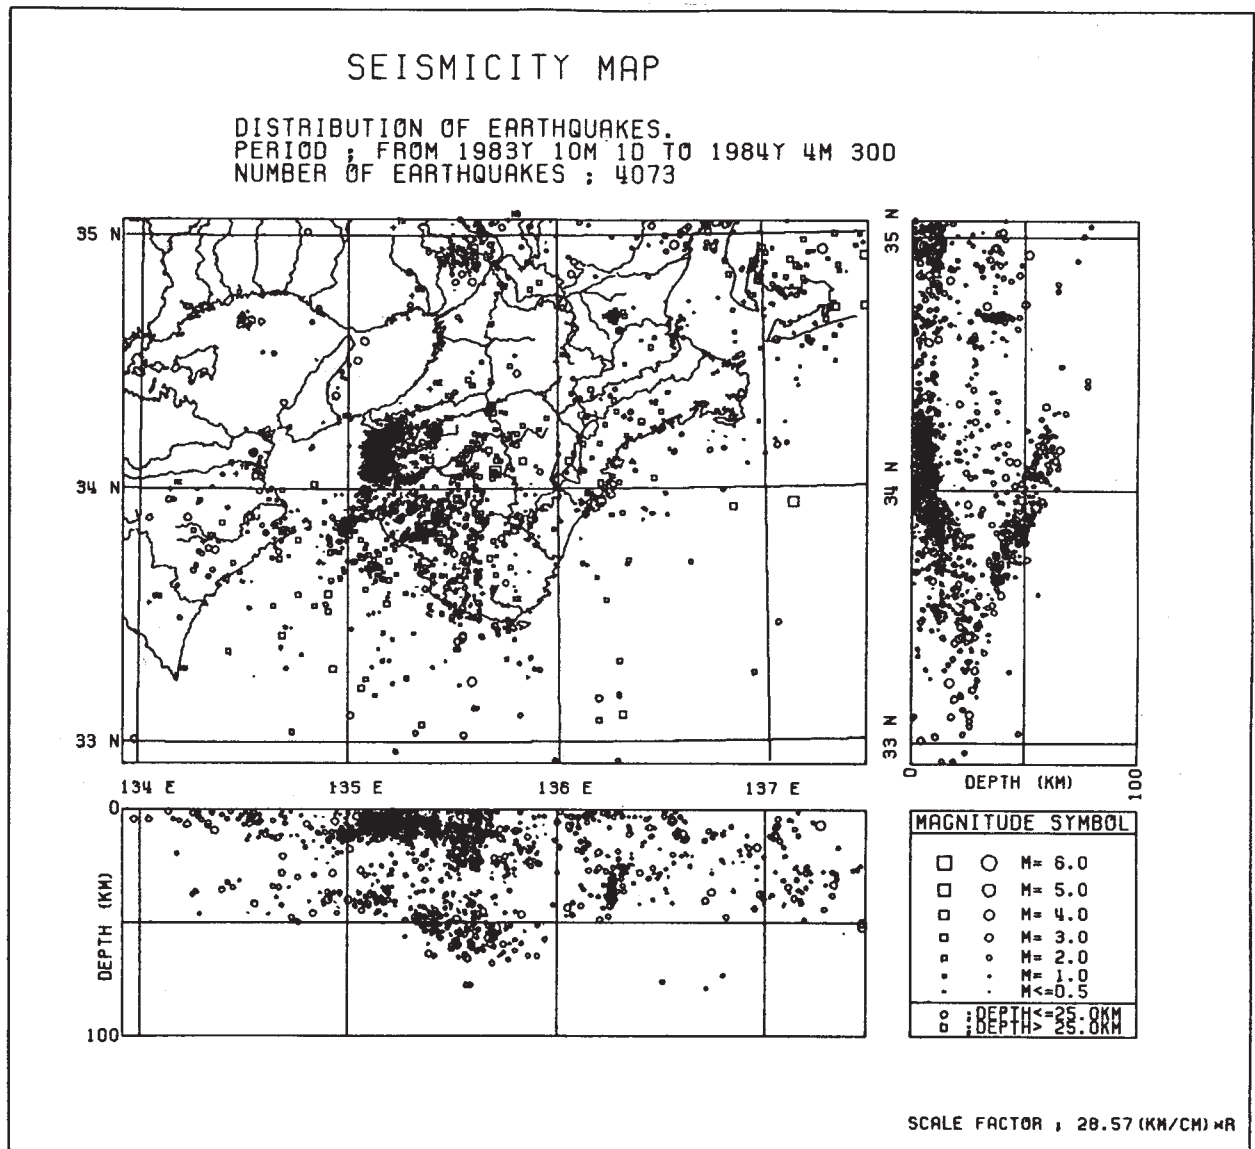 SEISMICITY MAP
DISTRIBUTION OF EARTHQUAKES.
PERIOD ; FROM 1983Y 10M 1D TO 1984Y 4M 30D
NUMBER OF EARTHQUAKES ; 4073
35 N
34 N
33 N
134 E
135 E
136 E
137 E
35 N
34 N
33 N
0
DEPTH (KM)
100
0
DEPTH (KM)
100
MAGNITUDE SYMBOL
M= 6.0
M= 5.0
M= 4.0
M= 3.0
M= 2.0
M= 1.0
M<=0.5
;DEPTH<=25.0KM
;DEPTH> 25.0KM
SCALE FACTOR ; 28.57(KM/CM)*R